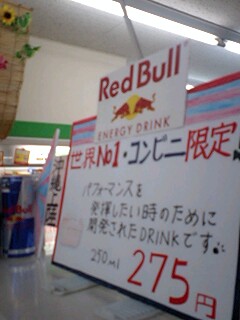 Red Bull
ENERGY DRINK
世界No1・コンビニ限定!
パフォーマンスを
発揮したい時のために
開発されたDRINKです
250ml
275円